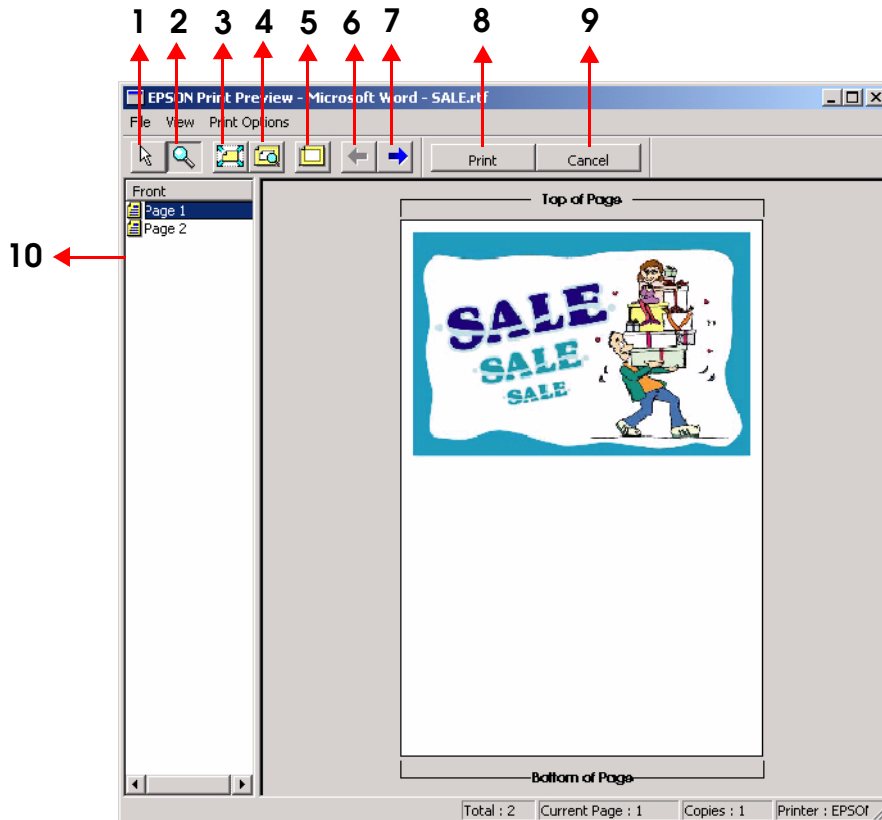 1 2 3 4 5 6 7 8 9
EPSON Print Preview - Microsoft Word - SALE.rtf
File View Print Options
Print Cancel
Front
Page 1
Page 2
10
Top of Page
SALE
SALE
SALE
Bottom of Page
Total : 2 Current Page : 1 Copies : 1 Printer : EPSO